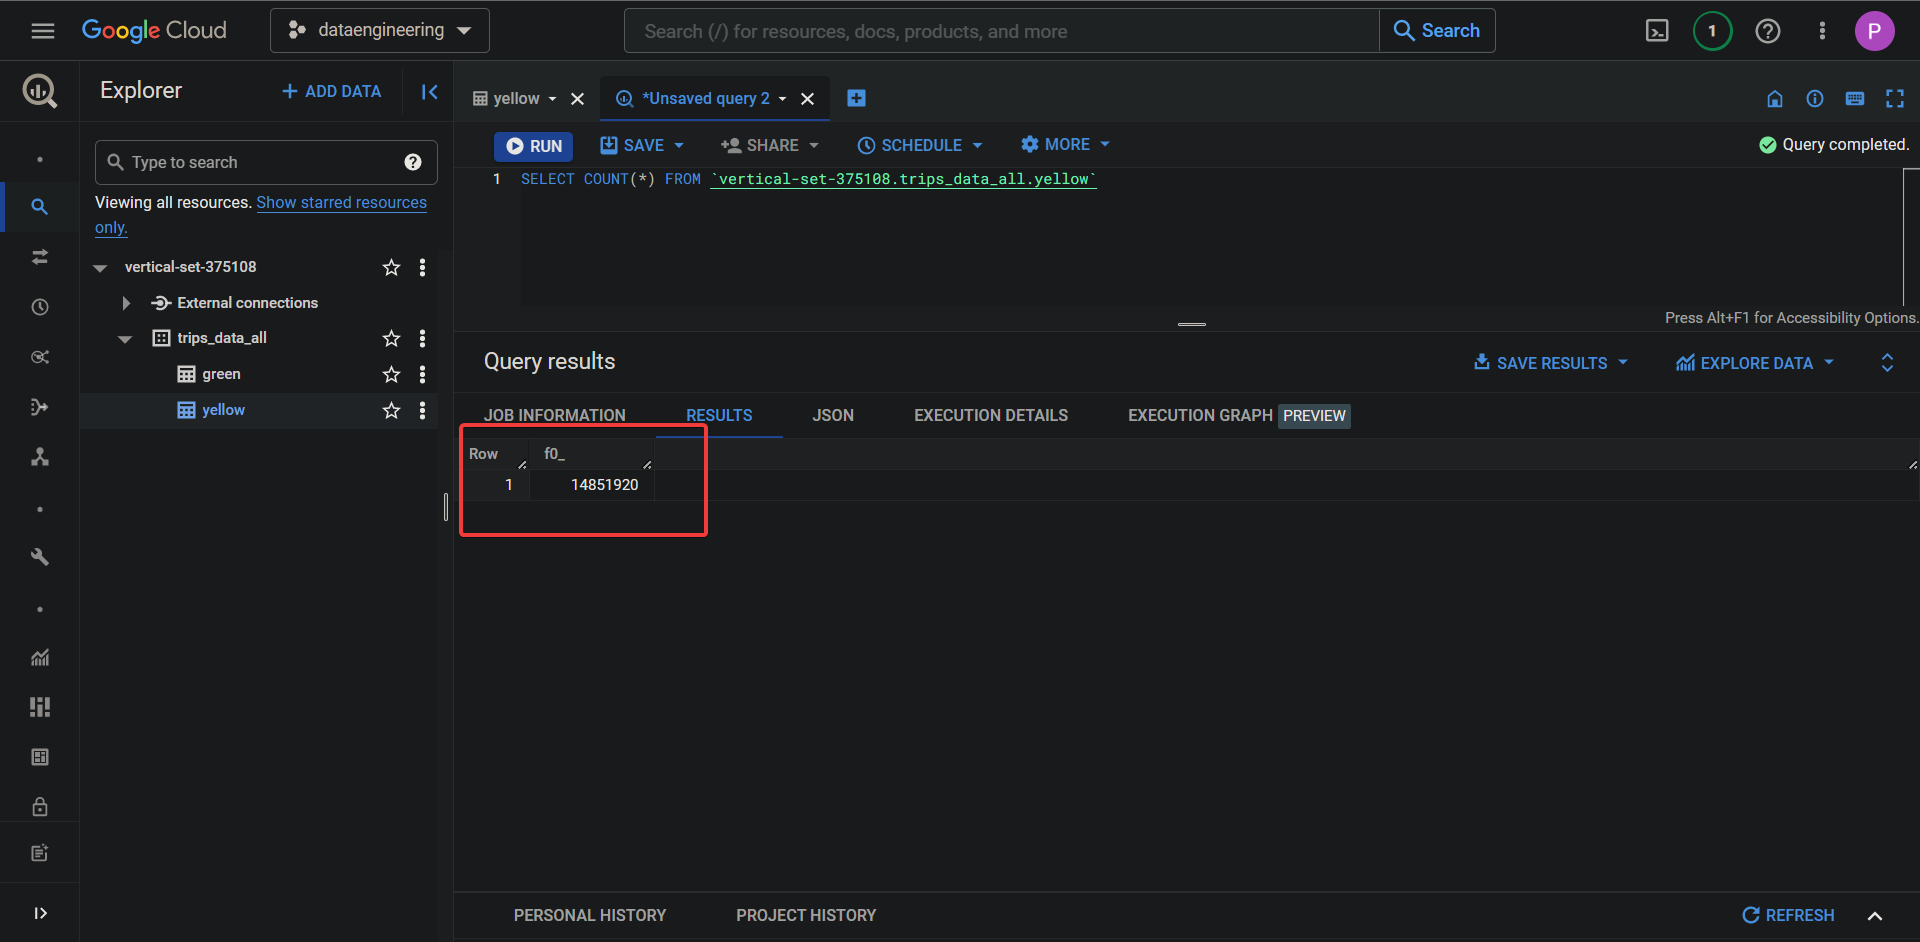 Google Cloud
dataengineering
Search (/) for resources, docs, products, and more
Search
1
P
Explorer
ADD DATA
yellow
*Unsaved query 2
Type to search
Viewing all resources. Show starred resources
only.
vertical-set-375108
External connections
trips_data_all
green
yellow
RUN
SAVE
SHARE
SCHEDULE
MORE
Query completed.
1 SELECT COUNT(*) FROM `vertical-set-375108.trips_data_all.yellow`
Press Alt+F1 for Accessibility Options.
Query results
SAVE RESULTS
EXPLORE DATA
JOB INFORMATION
RESULTS
JSON
EXECUTION DETAILS
EXECUTION GRAPH PREVIEW
Row f0_
1 14851920
PERSONAL HISTORY
PROJECT HISTORY
REFRESH